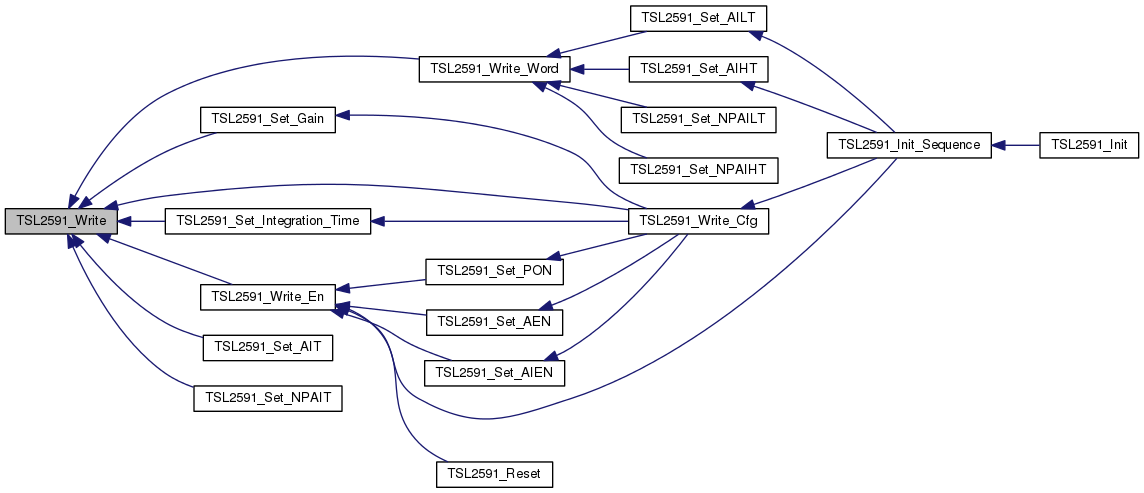 TSL2591_Set_AILT
TSL2591_Write_Word
TSL2591_Set_AIHT
TSL2591_Set_Gain
TSL2591_Set_NPAILT
TSL2591_Init_Sequence
TSL2591_Init
TSL2591_Set_NPAIHT
TSL2591_Write
TSL2591_Set_Integration_Time
TSL2591_Write_Cfg
TSL2591_Set_PON
TSL2591_Write_En
TSL2591_Set_AEN
TSL2591_Set_AIT
TSL2591_Set_AIEN
TSL2591_Set_NPAIT
TSL2591_Reset